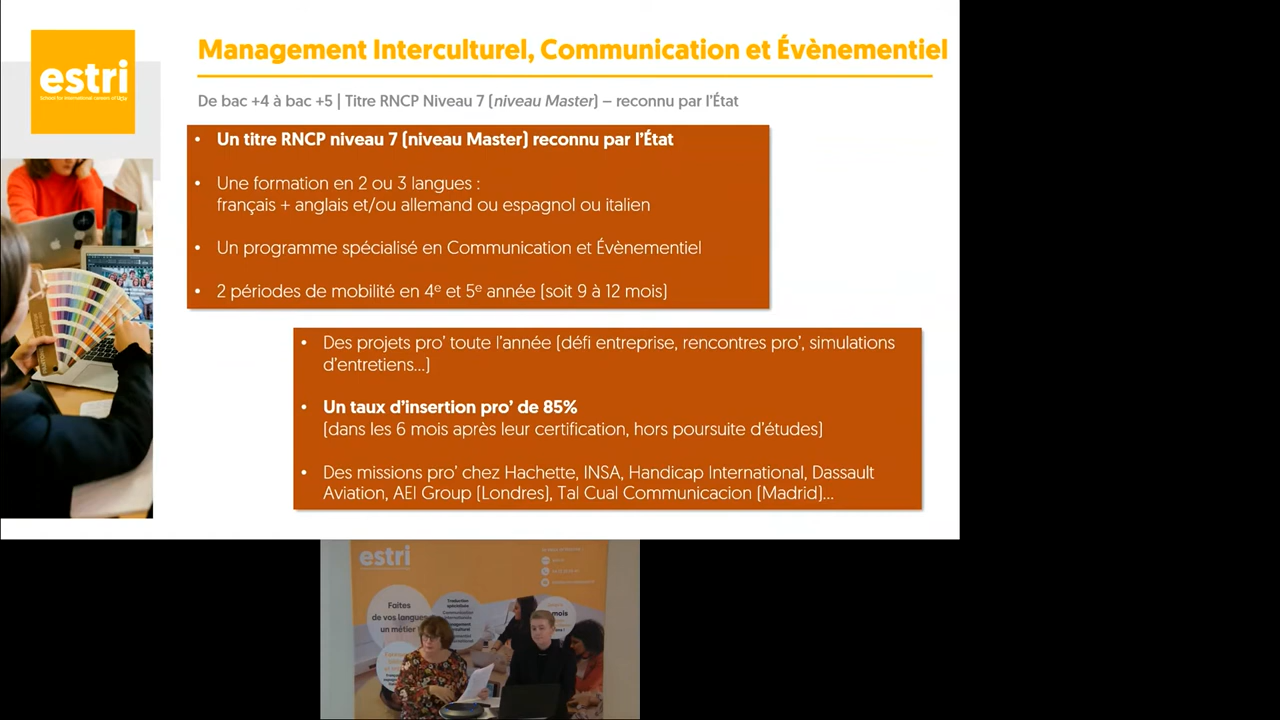 estri
School for international careers of
Management Interculturel, Communication et Évènementiel
De bac +4 à bac +5 | Titre RNCP Niveau 7 (niveau Master) – reconnu par l'État
• Un titre RNCP niveau 7 (niveau Master) reconnu par l'État
• Une formation en 2 ou 3 langues :
français + anglais et/ou allemand ou espagnol ou italien
• Un programme spécialisé en Communication et Évènementiel
• 2 périodes de mobilité en 4e et 5e année (soit 9 à 12 mois)
• Des projets pro' toute l'année (défi entreprise, rencontres pro', simulations
d'entretiens...)
• Un taux d'insertion pro' de 85%
(dans les 6 mois après leur certification, hors poursuite d'études)
• Des missions pro' chez Hachette, INSA, Handicap International, Dassault
Aviation, AEI Group (Londres), Tal Cual Communicacion (Madrid)...
estri
Faites
de vos langues
un métier !
Traduction
spécialisée
mois